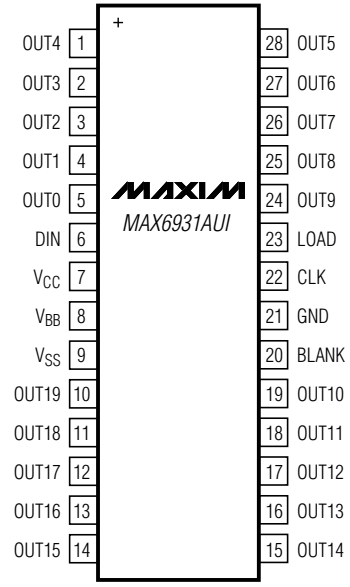 +
OUT4 1 28 OUT5
OUT3 2 27 OUT6
OUT2 3 26 OUT7
OUT1 4 25 OUT8
OUT0 5 MAXIM 24 OUT9
DIN 6 MAX6931AUI 23 LOAD
VCC 7 22 CLK
VBB 8 21 GND
VSS 9 20 BLANK
OUT19 10 19 OUT10
OUT18 11 18 OUT11
OUT17 12 17 OUT12
OUT16 13 16 OUT13
OUT15 14 15 OUT14